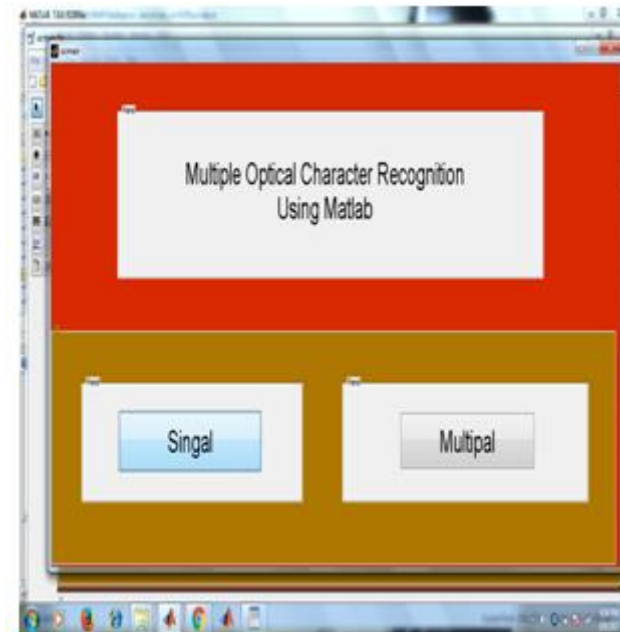 Multiple Optical Character Recognition
Using Matlab
Singal
Multipal